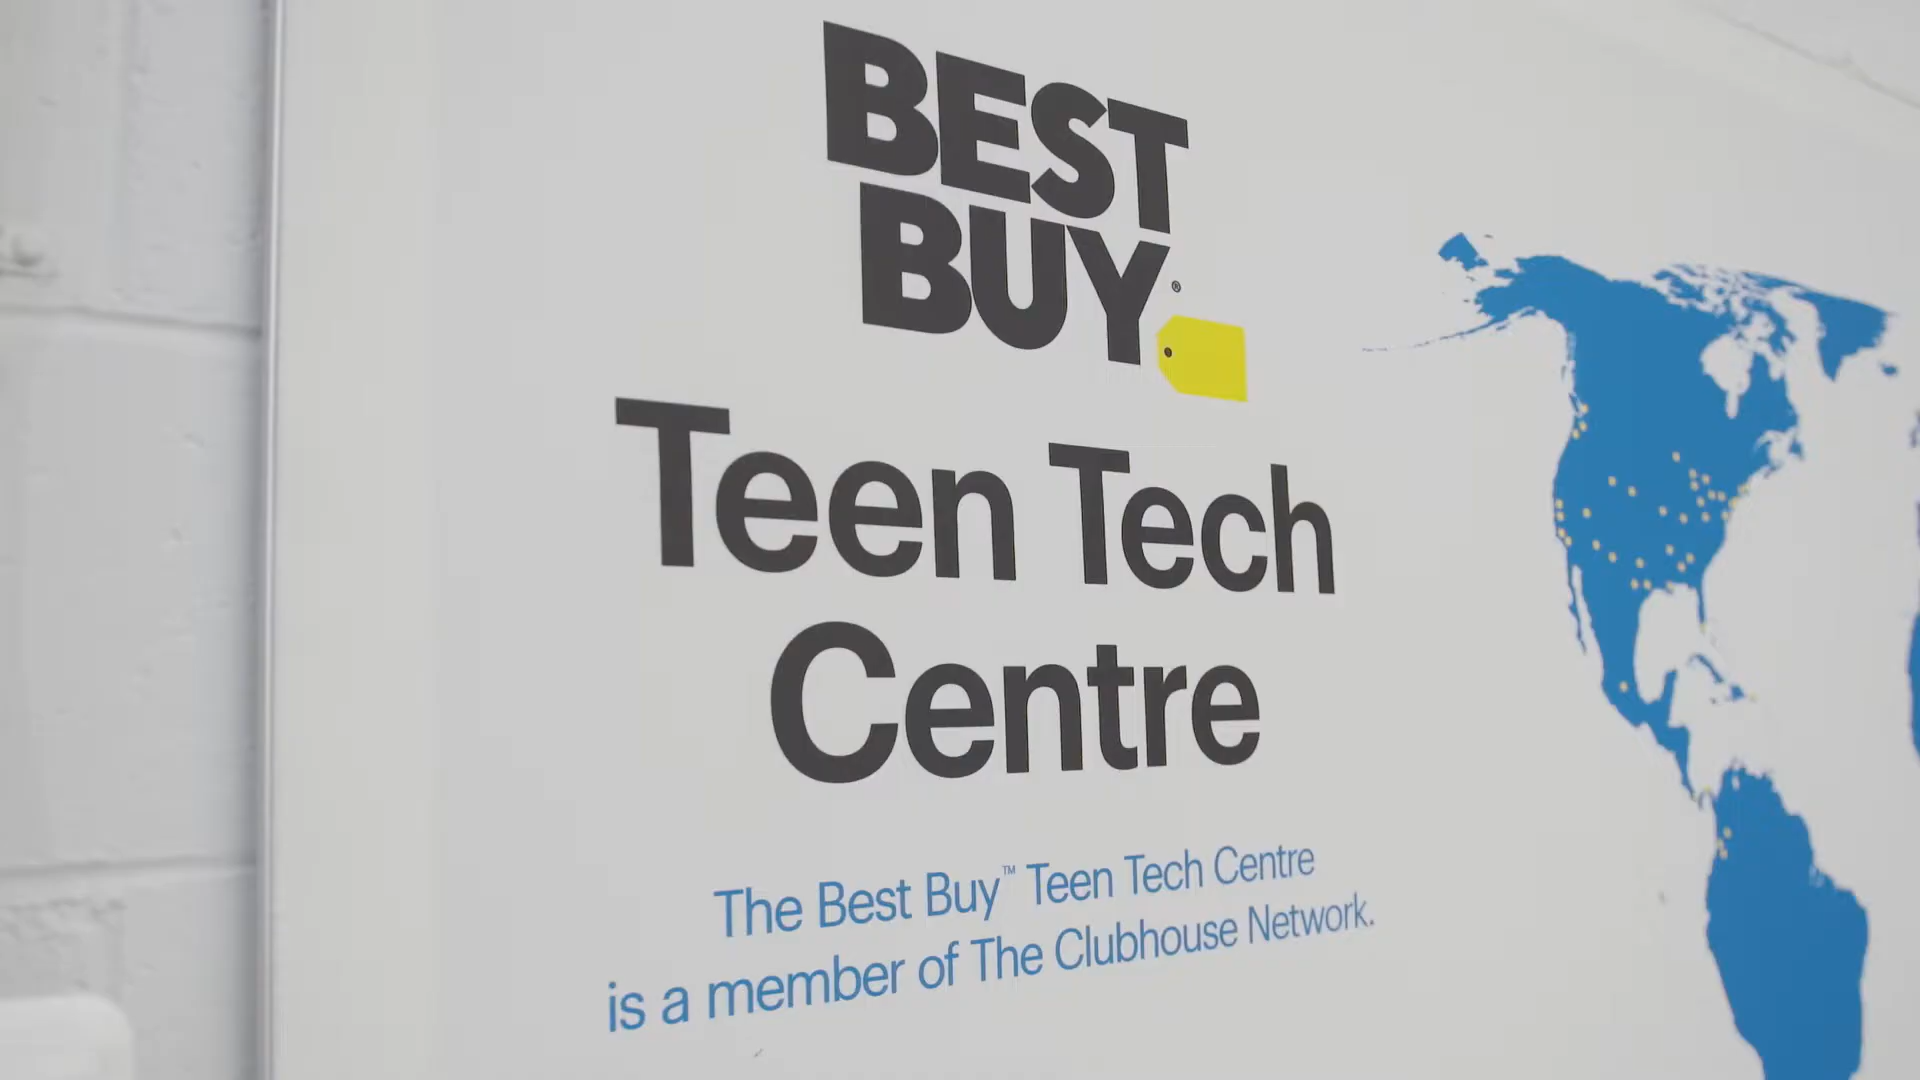 BEST
BUY®
Teen Tech
Centre
The Best Buy™ Teen Tech Centre
is a member of The Clubhouse Network.